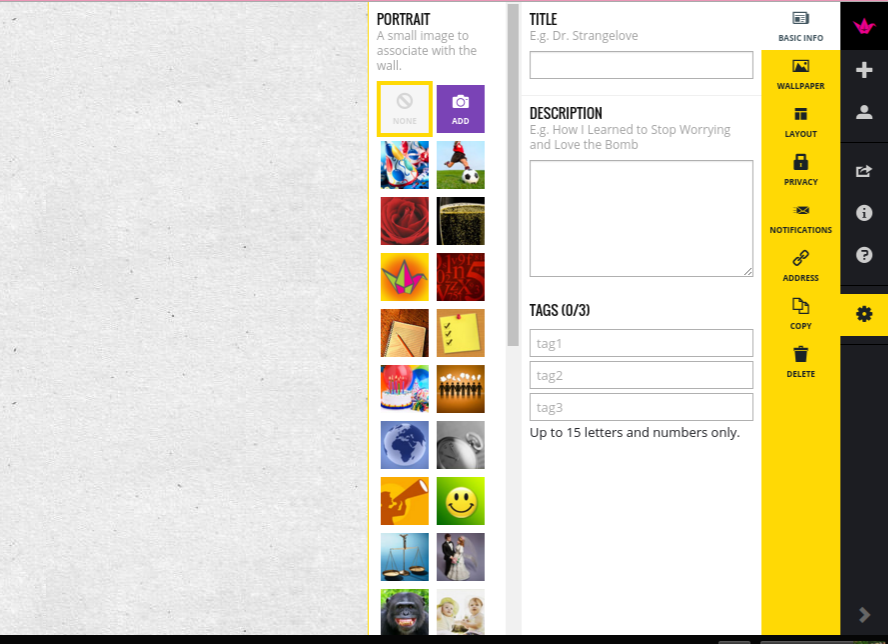 PORTRAIT
A small image to
associate with the
wall.
NONE
ADD
TITLE
E.g. Dr. Strangelove
DESCRIPTION
E.g. How I Learned to Stop Worrying
and Love the Bomb
TAGS (0/3)
tag1
tag2
tag3
Up to 15 letters and numbers only.
BASIC INFO
WALLPAPER
LAYOUT
PRIVACY
NOTIFICATIONS
ADDRESS
COPY
DELETE